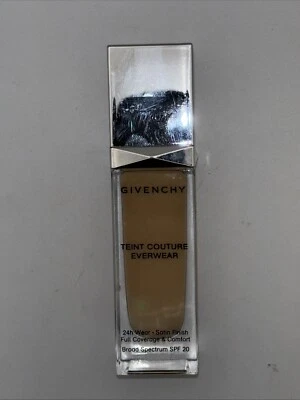 GIVENCHY
TEINT COUTURE
EVERWEAR
24h Wear • Satin Finish
Full Coverage & Comfort
Broad Spectrum SPF 20